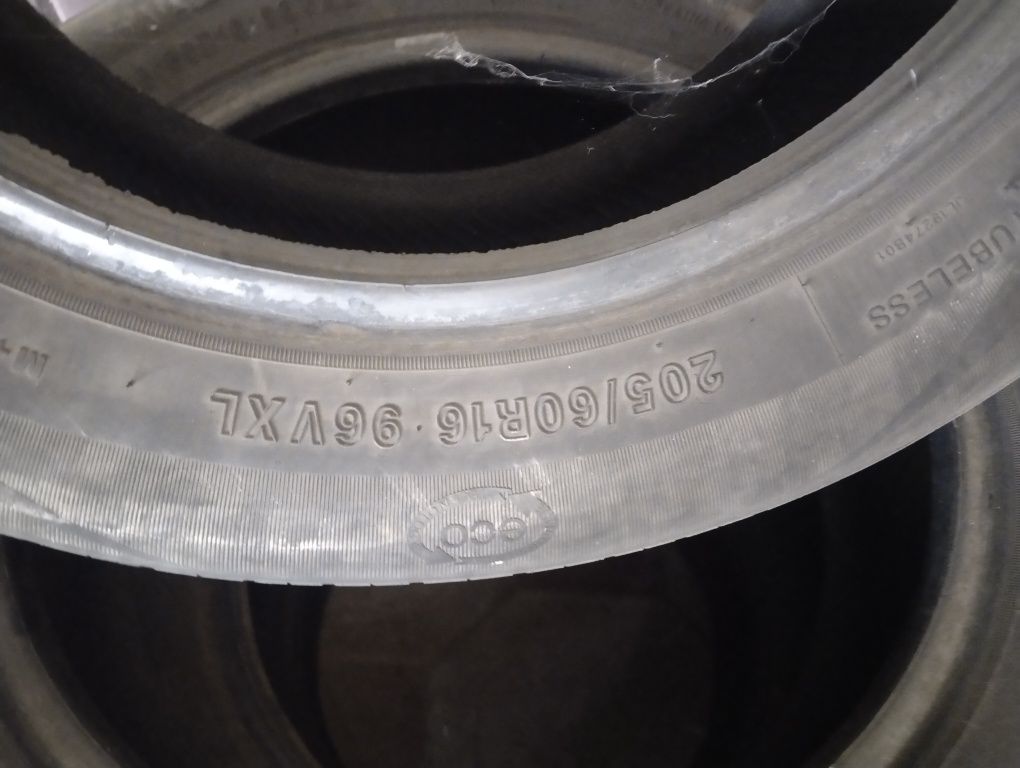 205/60R16 · 96V XL
eco
TUBELESS